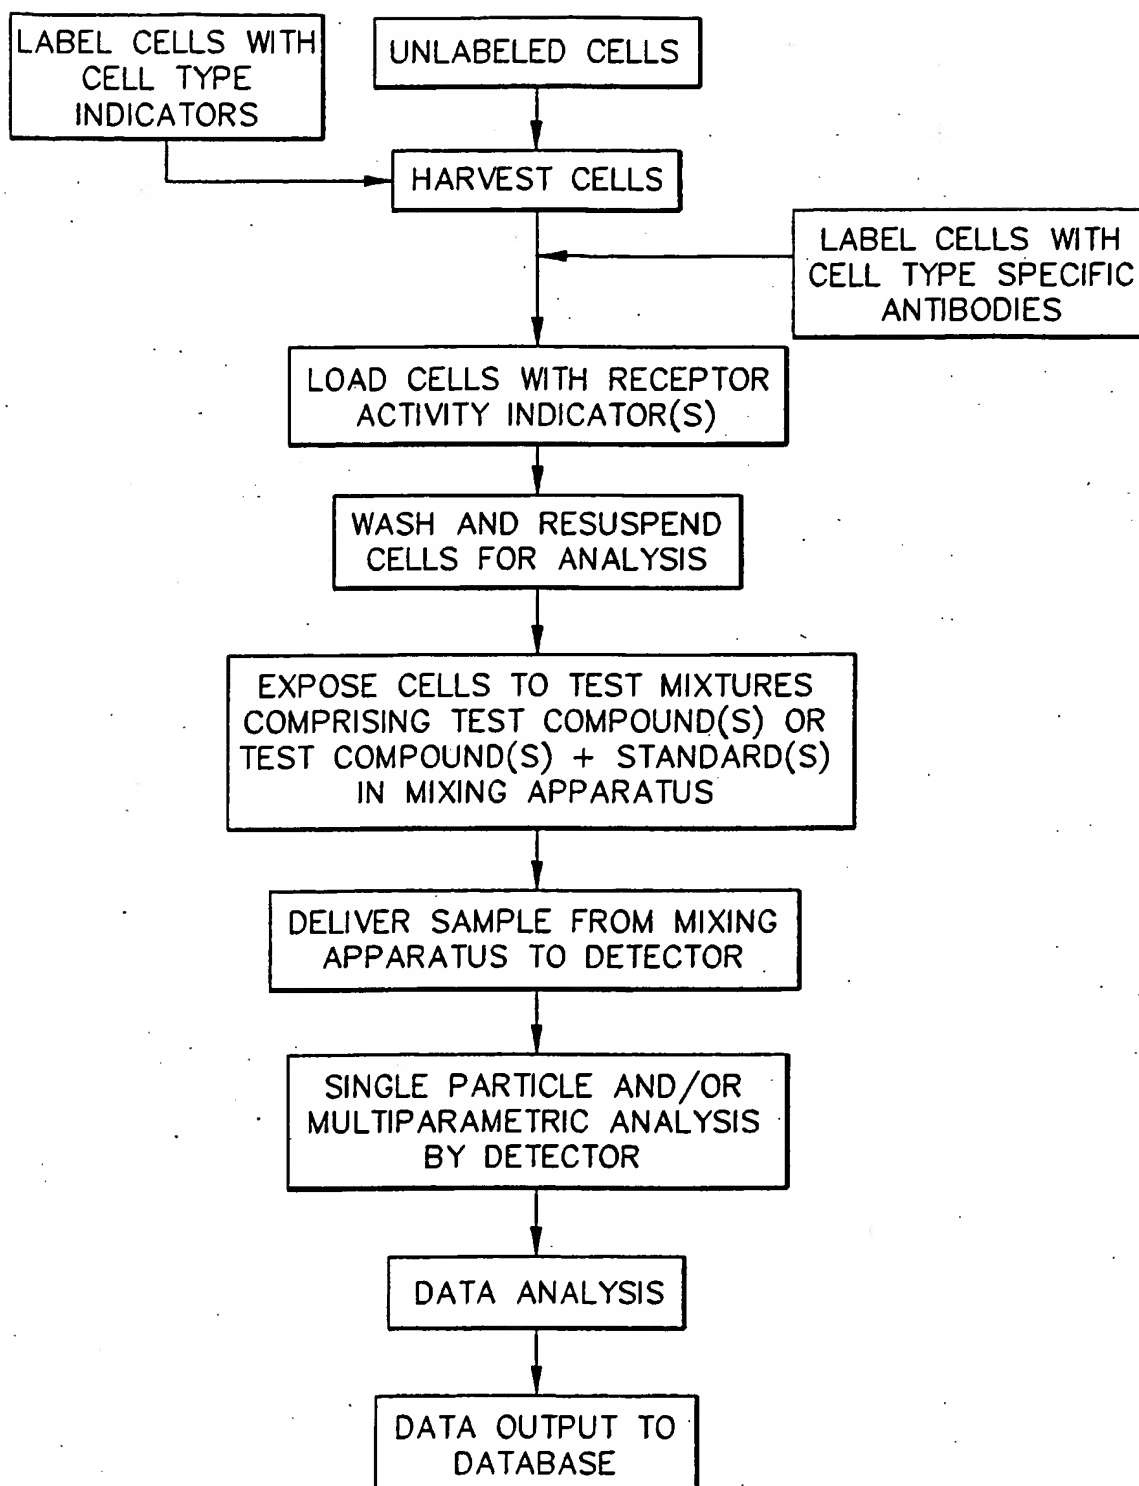 LABEL CELLS WITH
CELL TYPE
INDICATORS
UNLABELED CELLS
HARVEST CELLS
LABEL CELLS WITH
CELL TYPE SPECIFIC
ANTIBODIES
LOAD CELLS WITH RECEPTOR
ACTIVITY INDICATOR(S)
WASH AND RESUSPEND
CELLS FOR ANALYSIS
EXPOSE CELLS TO TEST MIXTURES
COMPRISING TEST COMPOUND(S) OR
TEST COMPOUND(S) + STANDARD(S)
IN MIXING APPARATUS
DELIVER SAMPLE FROM MIXING
APPARATUS TO DETECTOR
SINGLE PARTICLE AND/OR
MULTIPARAMETRIC ANALYSIS
BY DETECTOR
DATA ANALYSIS
DATA OUTPUT TO
DATABASE